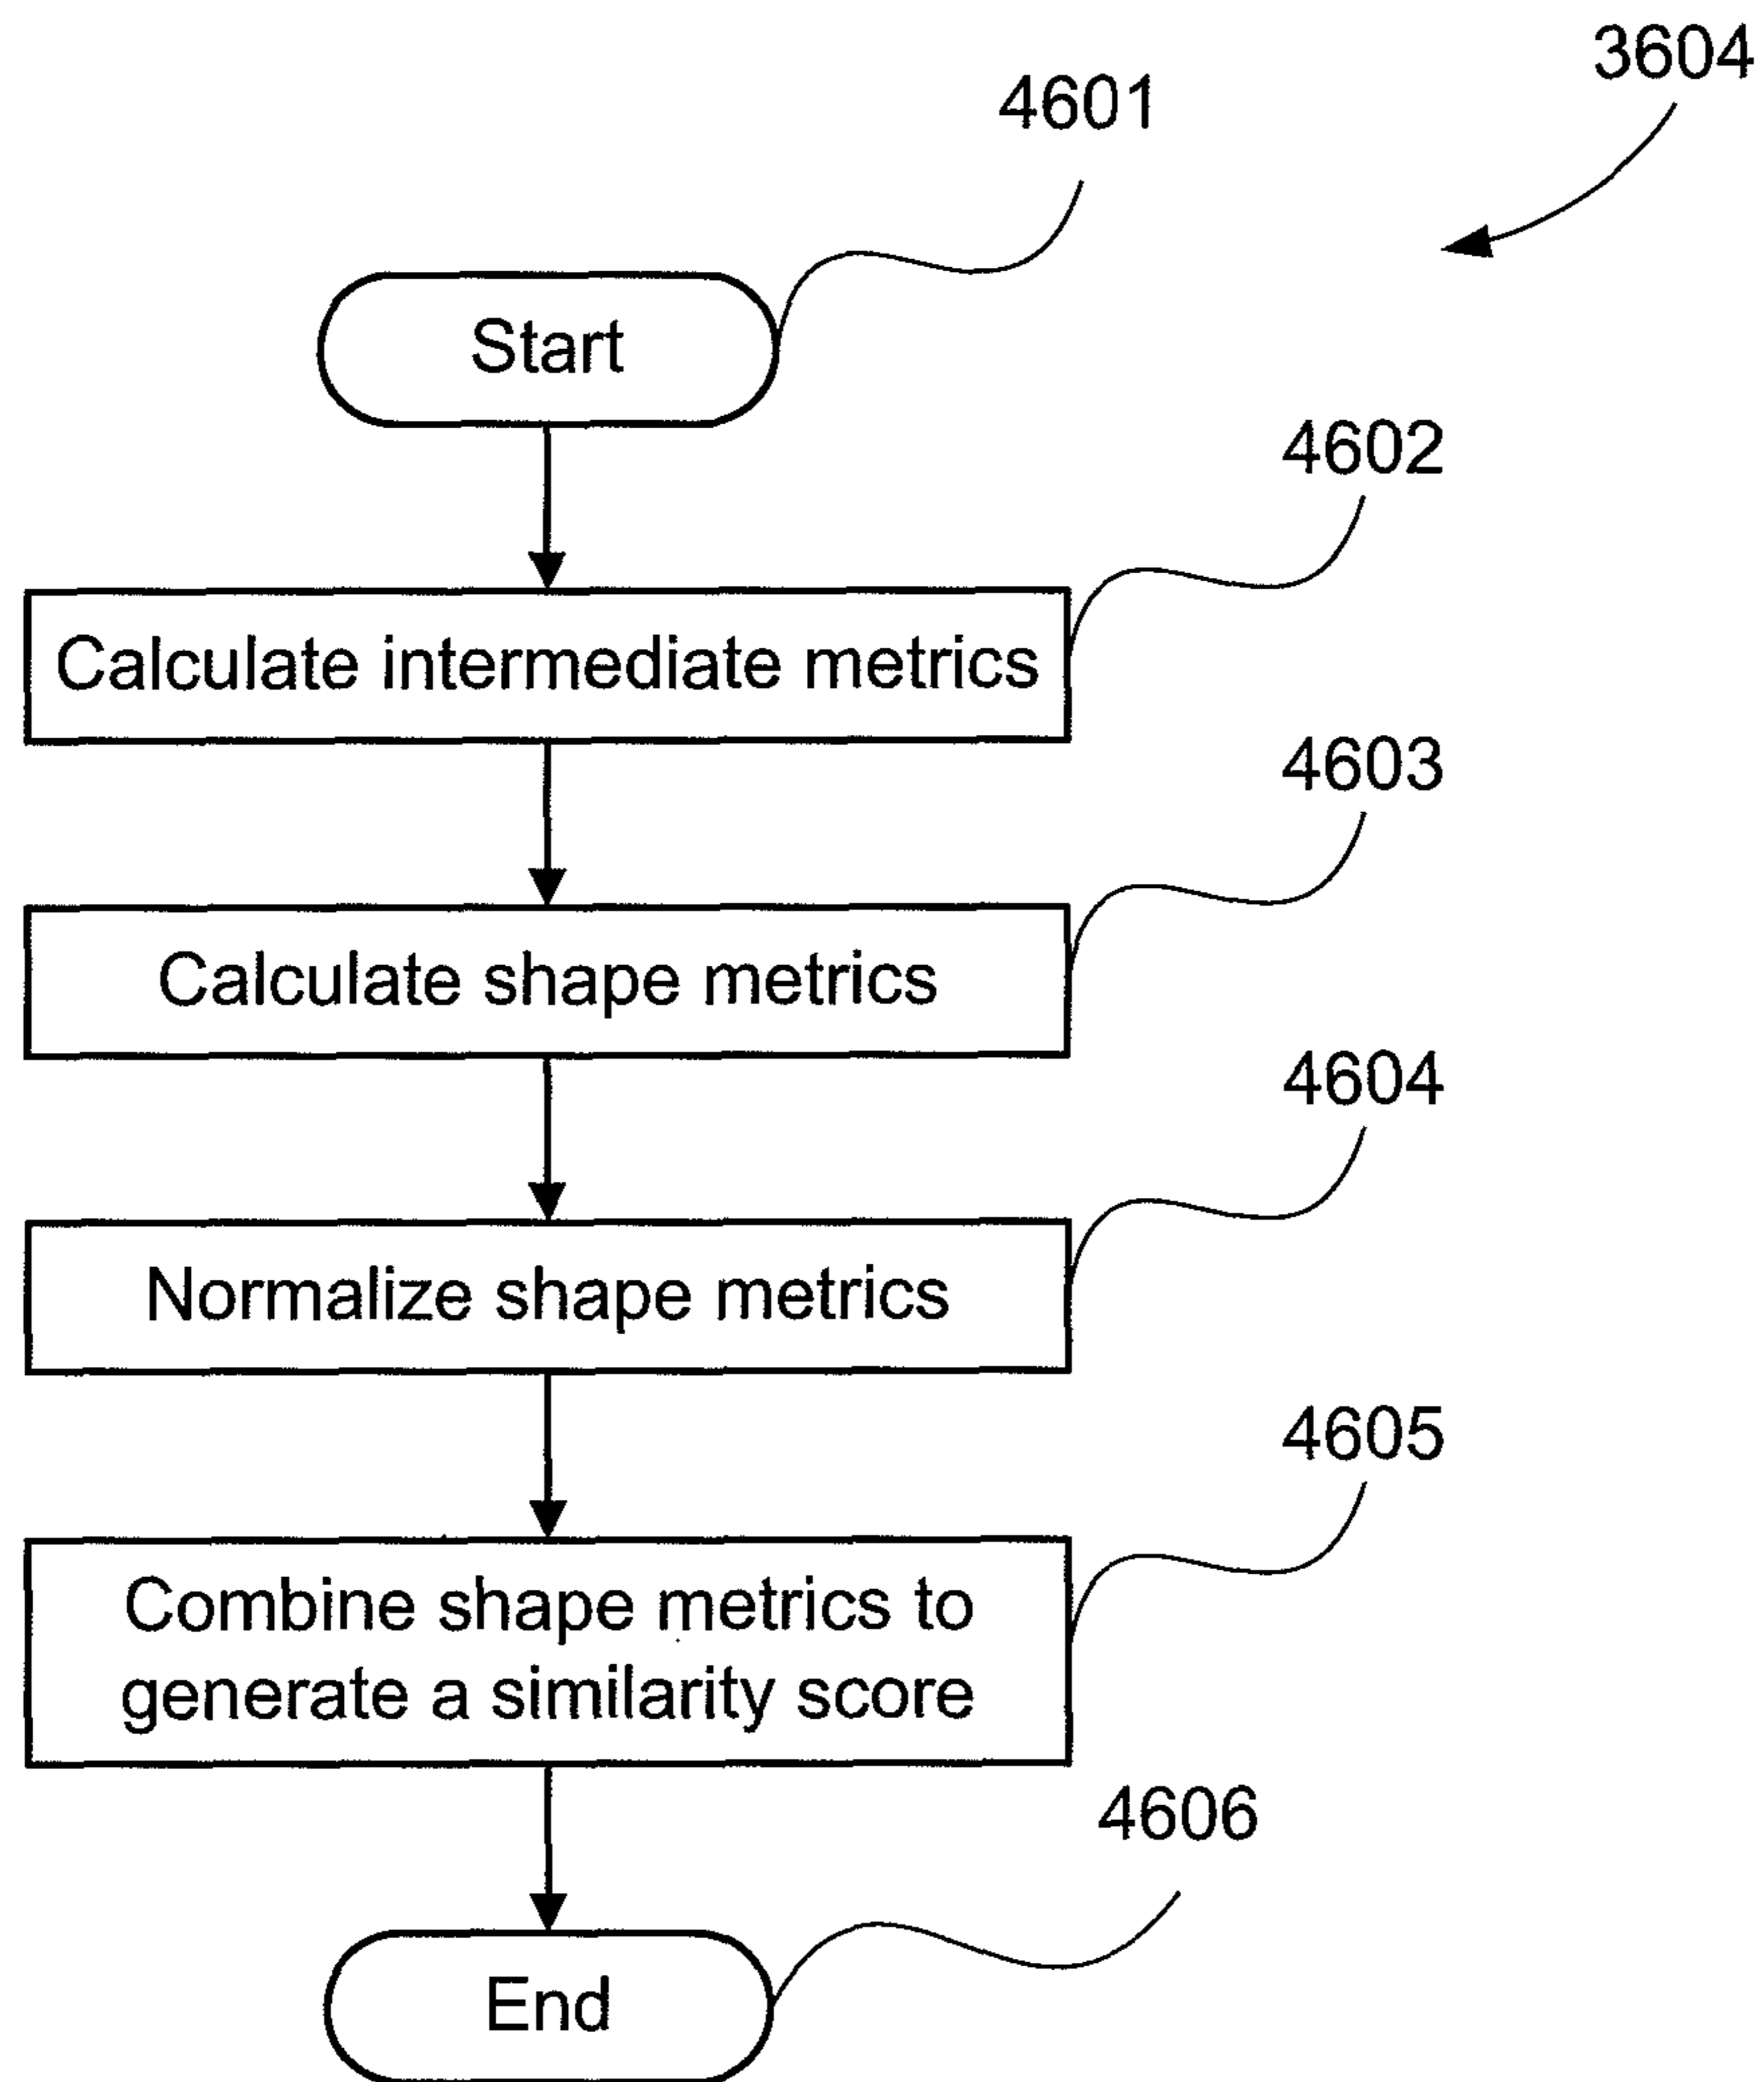 3604
4601
Start
4602
Calculate intermediate metrics
4603
Calculate shape metrics
4604
Normalize shape metrics
4605
Combine shape metrics to
generate a similarity score
4606
End